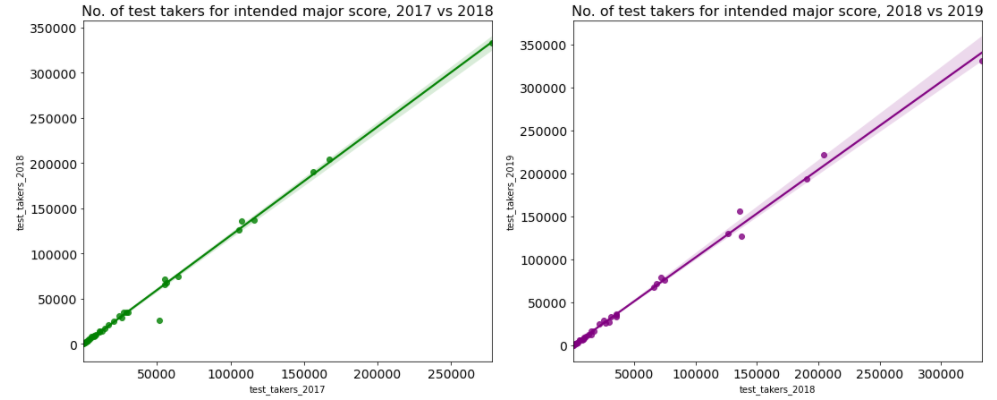 No. of test takers for intended major score, 2017 vs 2018
350000
300000
250000
200000
150000
100000
50000
0
test_takers_2018
50000 100000 150000 200000 250000
test_takers_2017
No. of test takers for intended major score, 2018 vs 2019
350000
300000
250000
200000
150000
100000
50000
0
test_takers_2019
50000 100000 150000 200000 250000 300000
test_takers_2018